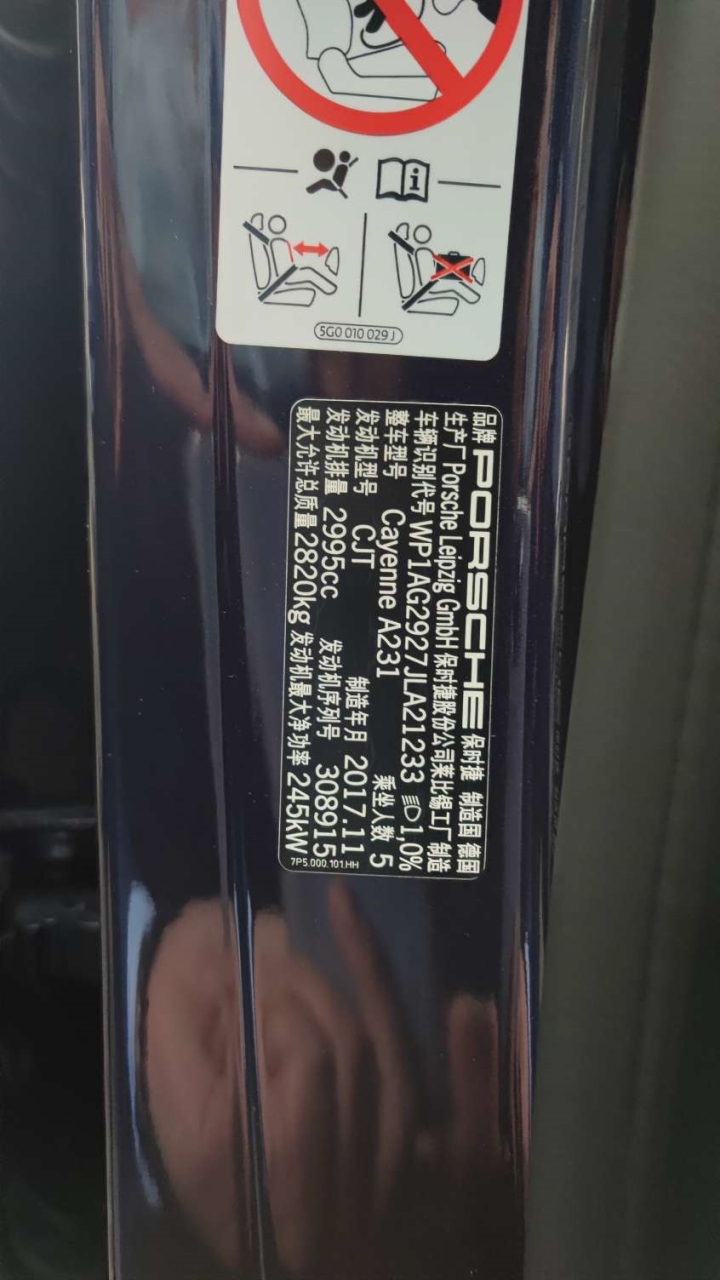 5G0 010 029 J
品牌 PORSCHE 保时捷 制造国 德国
生产厂 Porsche Leipzig GmbH 保时捷股份公司莱比锡工厂 制造
车辆识别代号 WP1AG2927JLA21233 1,0%
整车型号 Cayenne A231 乘坐人数 5
发动机型号 CJT 制造年月 2017.11
发动机排量 2995cc 发动机序列号 308915
最大允许总质量 2820kg 发动机最大净功率 245kW
7P5.000.101.HH